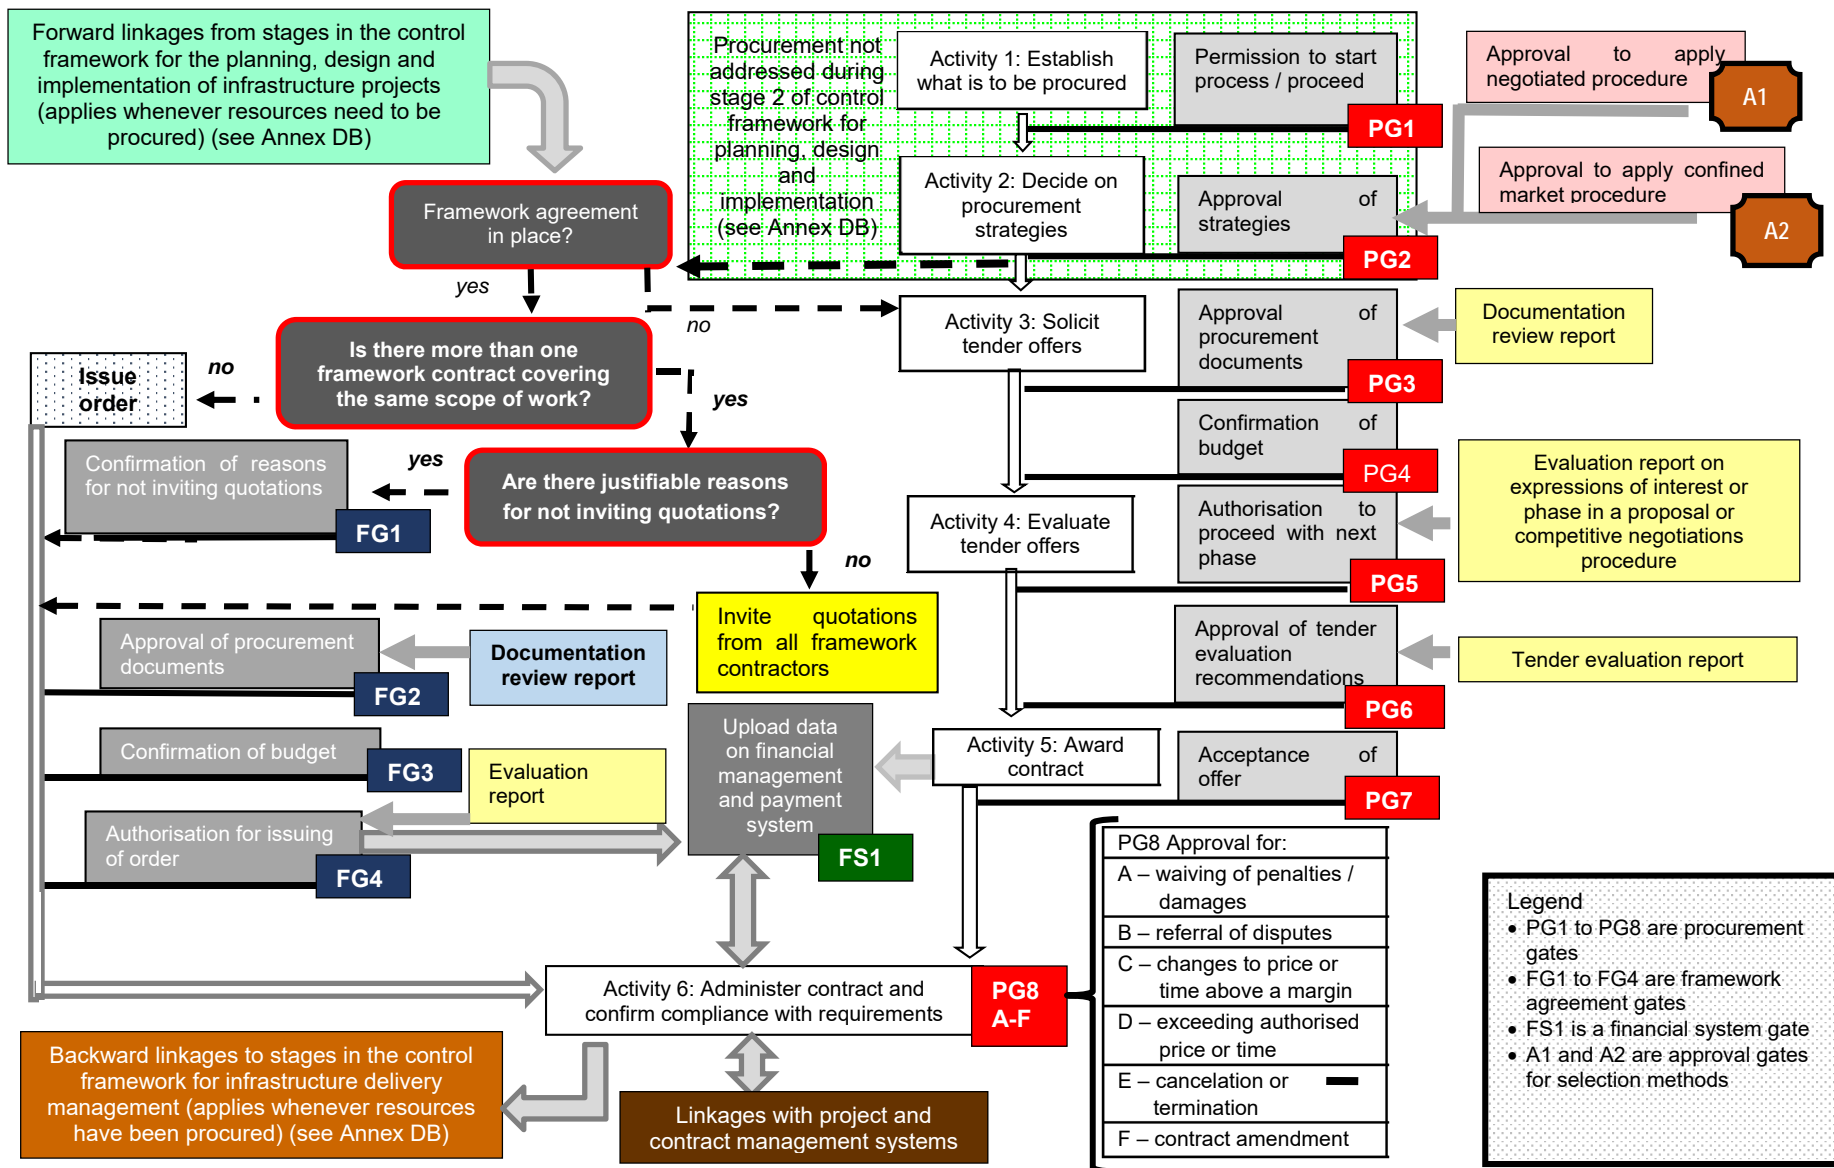 Forward linkages from stages in the control
framework for the planning, design and
implementation of infrastructure projects
(applies whenever resources need to be
procured) (see Annex DB)
Procurement not
addressed during
stage 2 of control
framework for
planning, design
and
implementation
(see Annex DB)
Activity 1: Establish
what is to be procured
Permission to start
process / proceed
PG1
Approval to apply
negotiated procedure
A1
Activity 2: Decide on
procurement
strategies
Approval of
strategies
PG2
Approval to apply confined
market procedure
A2
Framework agreement
in place?
yes
no
Is there more than one
framework contract covering
the same scope of work?
no
yes
Issue
order
Activity 3: Solicit
tender offers
Approval of
procurement
documents
PG3
Documentation
review report
Confirmation of
budget
PG4
Confirmation of reasons
for not inviting quotations
FG1
yes
Are there justifiable reasons
for not inviting quotations?
no
Activity 4: Evaluate
tender offers
Authorisation to
proceed with next
phase
PG5
Evaluation report on
expressions of interest or
phase in a proposal or
competitive negotiations
procedure
Invite quotations
from all framework
contractors
Approval of procurement
documents
FG2
Documentation
review report
Approval of tender
evaluation
recommendations
PG6
Tender evaluation report
Confirmation of budget
FG3
Evaluation
report
Upload data
on financial
management
and payment
system
FS1
Activity 5: Award
contract
Acceptance of
offer
PG7
Authorisation for issuing
of order
FG4
PG8 Approval for:
A – waiving of penalties /
damages
B – referral of disputes
C – changes to price or
time above a margin
D – exceeding authorised
price or time
E – cancelation or
termination
F – contract amendment
Activity 6: Administer contract and
confirm compliance with requirements
PG8
A-F
Backward linkages to stages in the control
framework for infrastructure delivery
management (applies whenever resources
have been procured) (see Annex DB)
Linkages with project and
contract management systems
Legend
• PG1 to PG8 are procurement
gates
• FG1 to FG4 are framework
agreement gates
• FS1 is a financial system gate
• A1 and A2 are approval gates
for selection methods